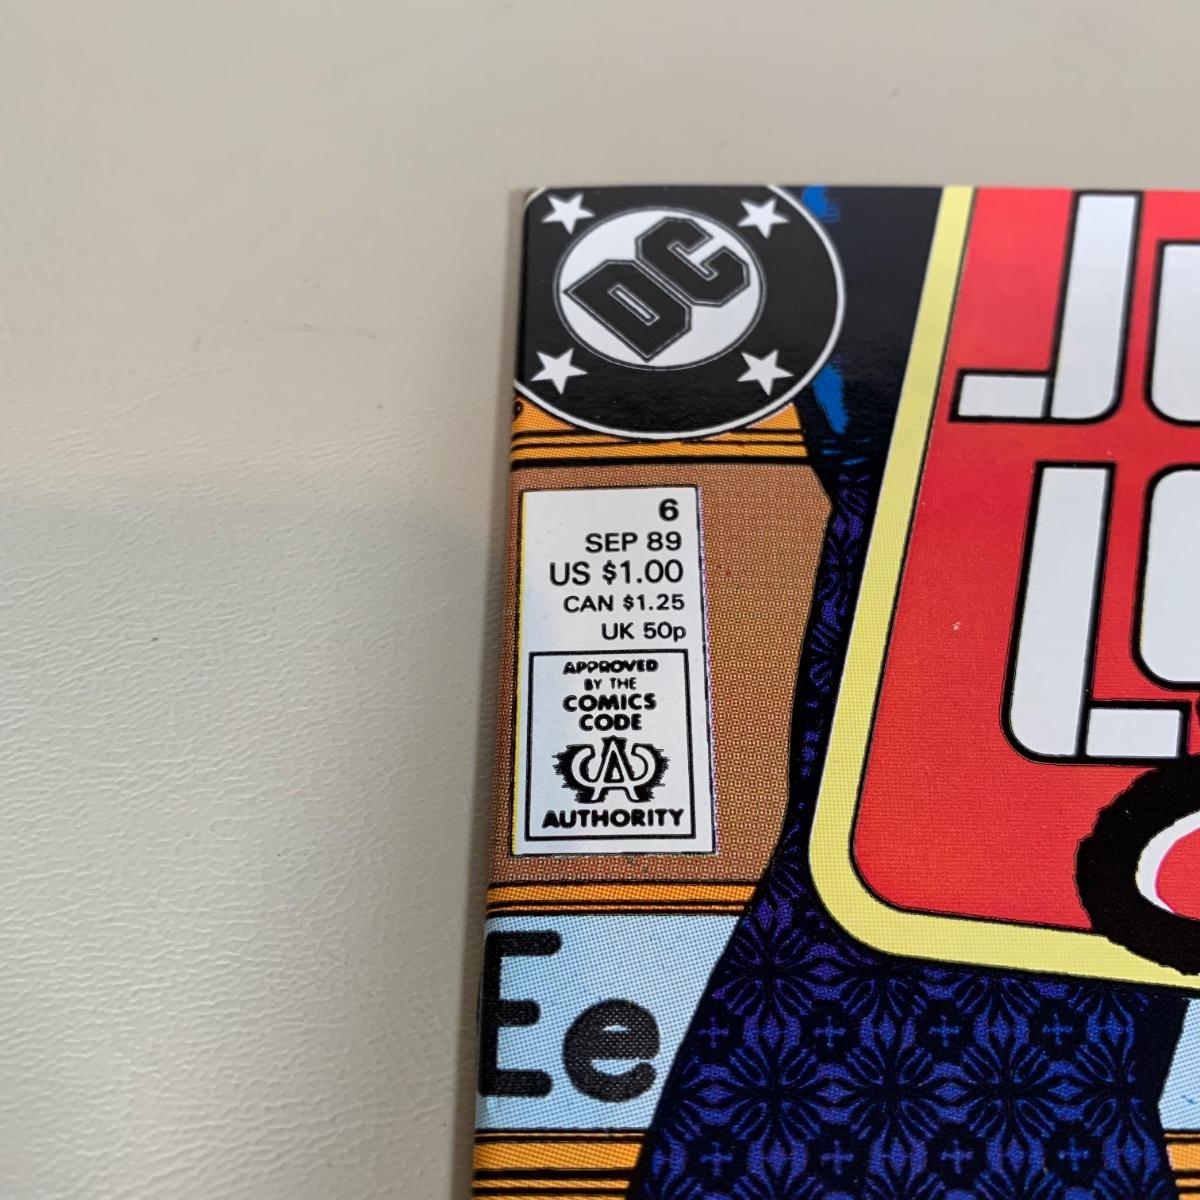 DC
6
SEP 89
US $1.00
CAN $1.25
UK 50p
APPROVED
BY THE
COMICS
CODE
CA
AUTHORITY
Ee